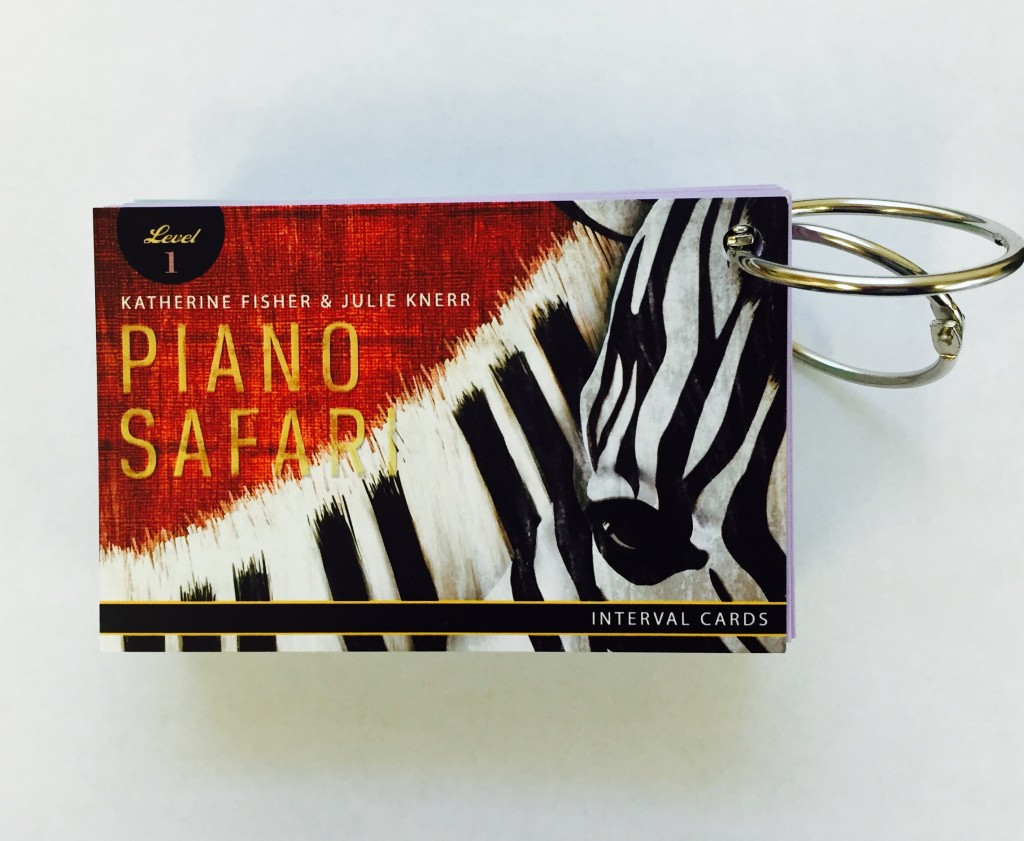 Level
1
KATHERINE FISHER & JULIE KNERR
PIANO
SAFARI
INTERVAL CARDS